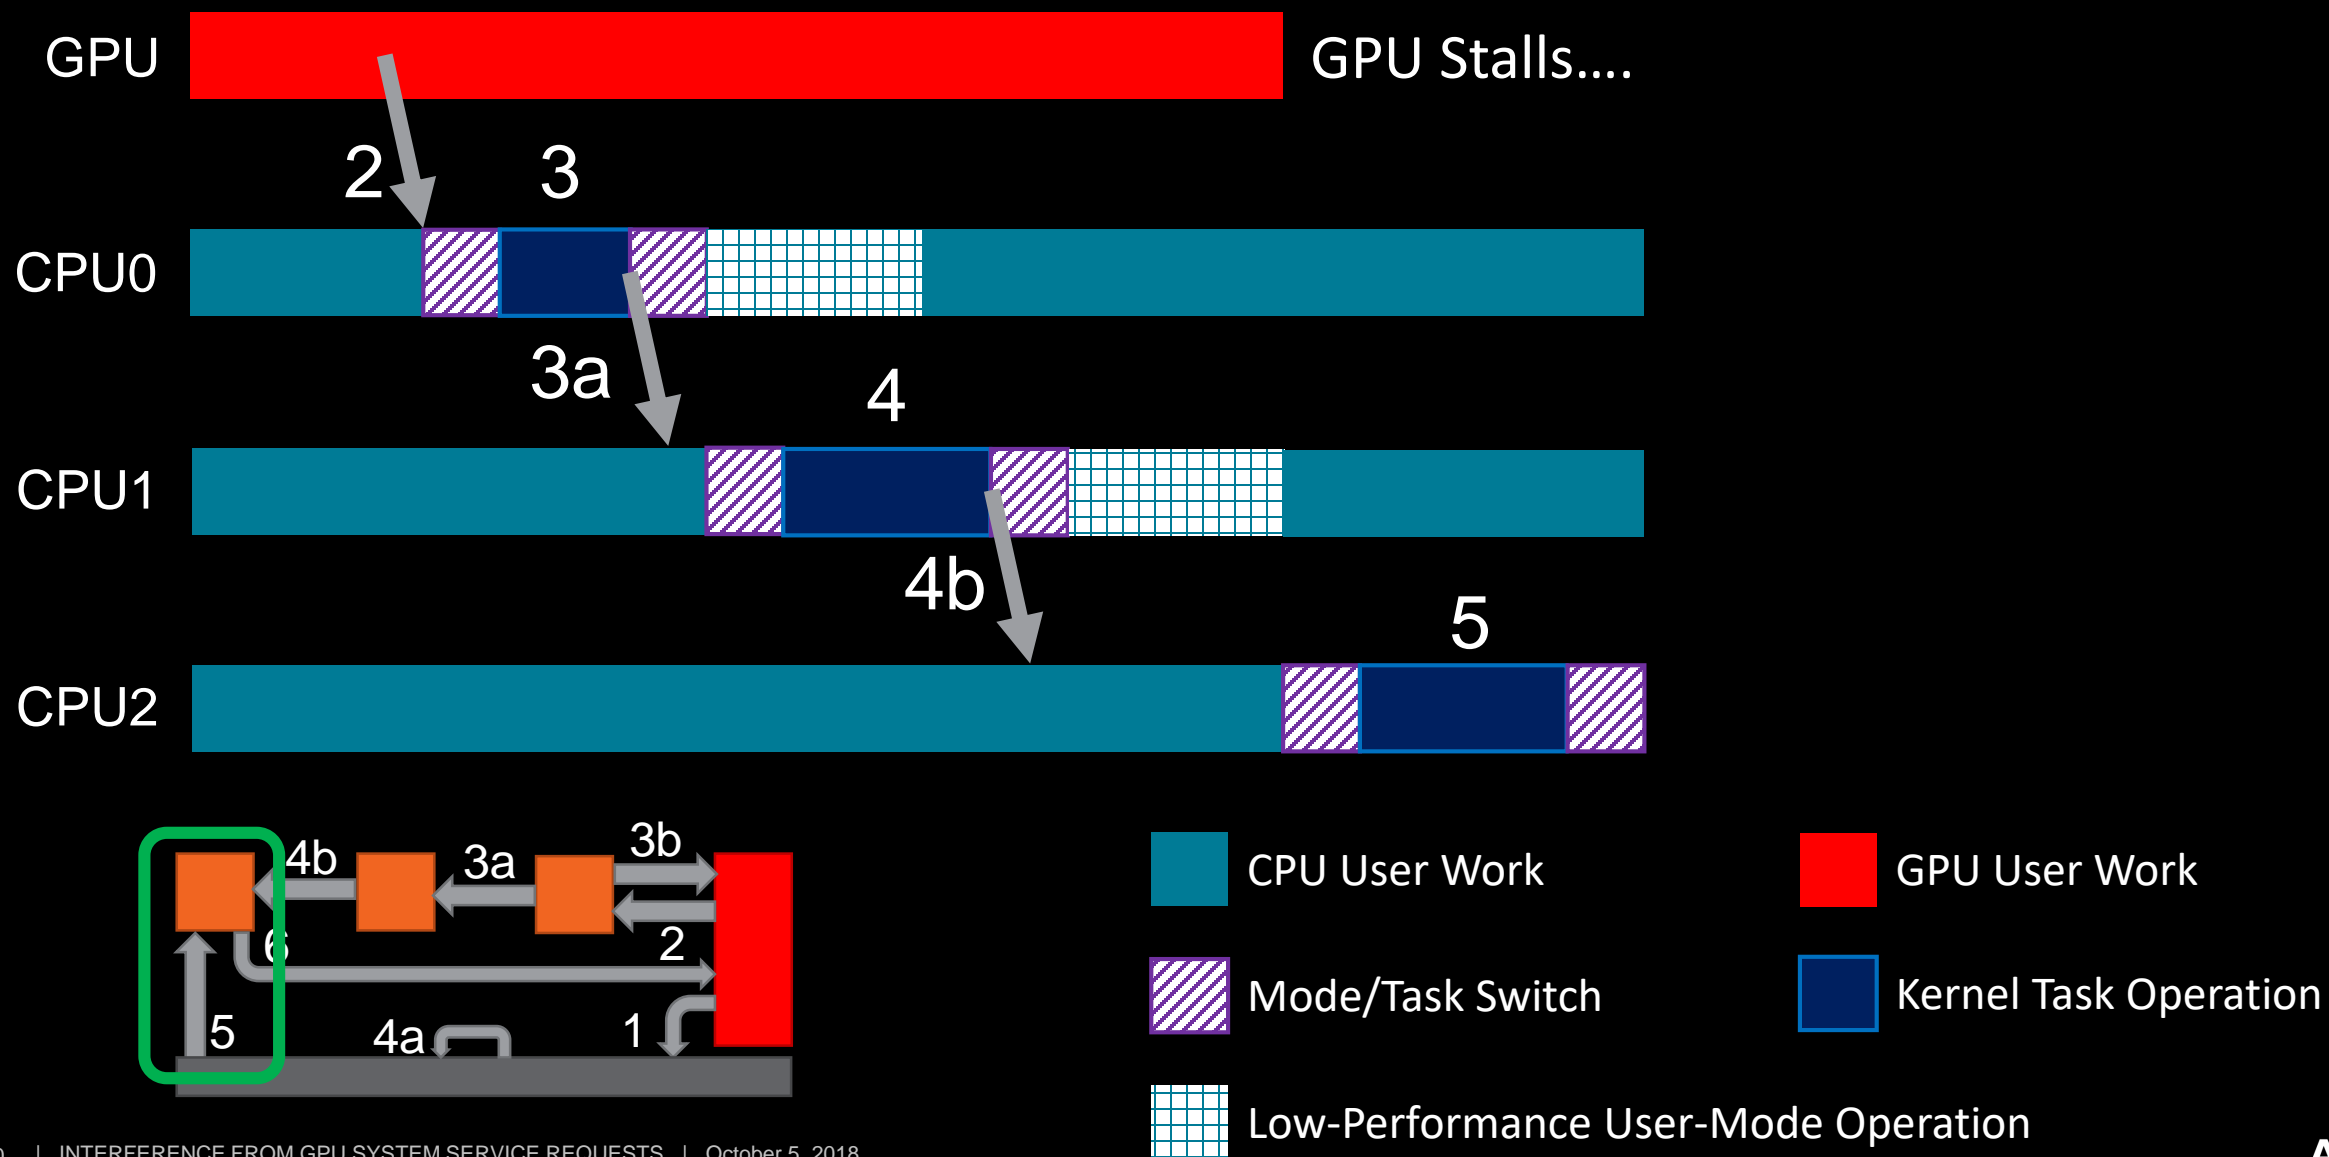 GPU
GPU Stalls....
2
3
CPU0
3a
4
CPU1
4b
5
CPU2
4b
3a
3b
6
2
5
4a
1
CPU User Work
GPU User Work
Mode/Task Switch
Kernel Task Operation
Low-Performance User-Mode Operation
| INTERFERENCE FROM GPU SYSTEM SERVICE REQUESTS | October 5, 2018